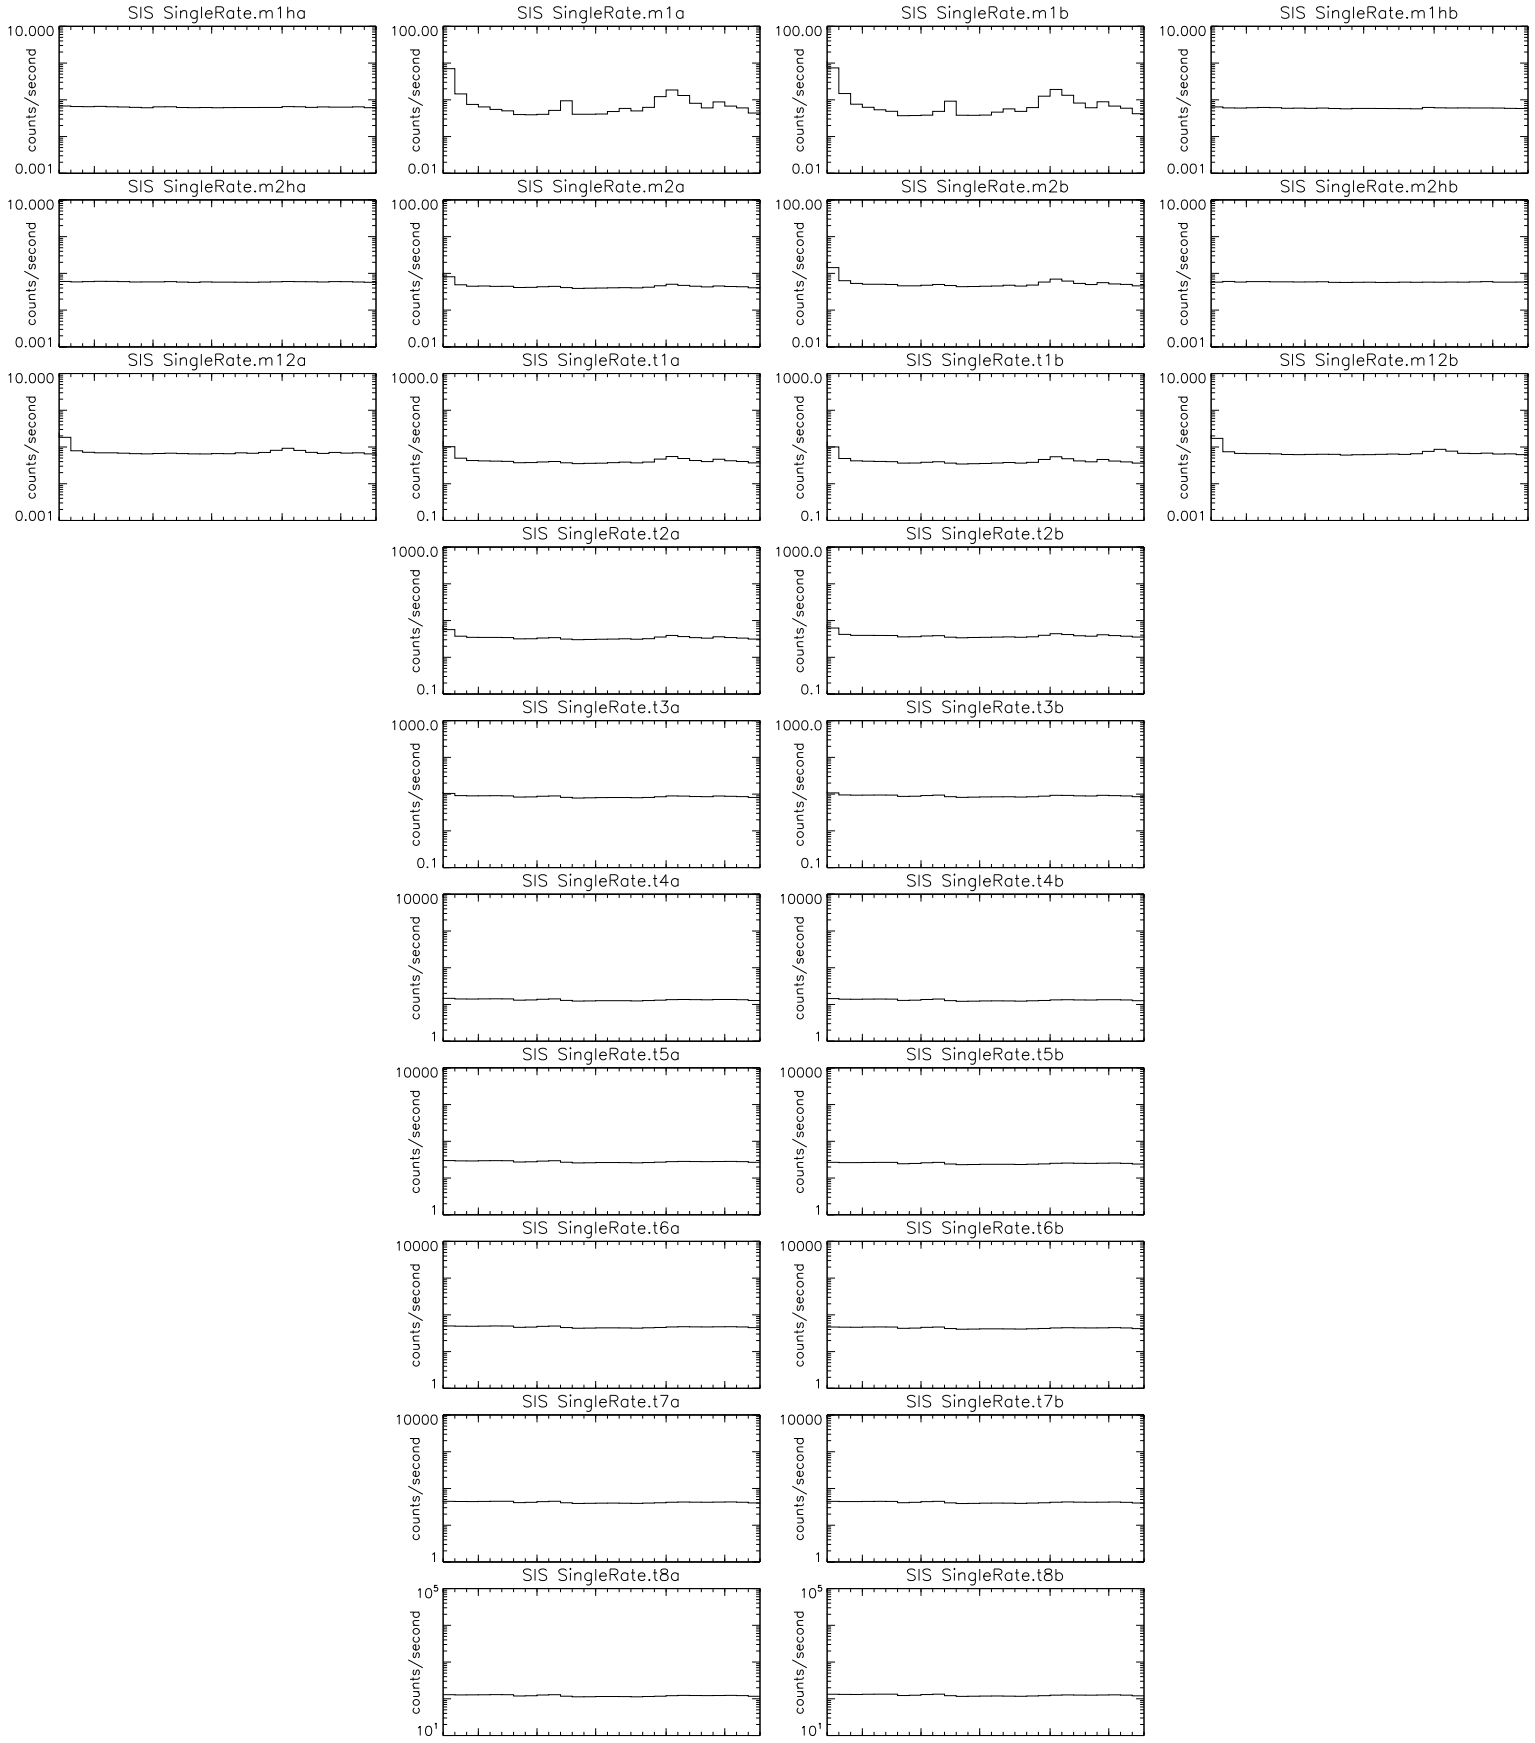 SIS SingleRate.m1ha
SIS SingleRate.m1a
SIS SingleRate.m1b
SIS SingleRate.m1hb
10.000
counts/second
0.001
100.00
counts/second
0.01
100.00
counts/second
0.01
10.000
counts/second
0.001
SIS SingleRate.m2ha
SIS SingleRate.m2a
SIS SingleRate.m2b
SIS SingleRate.m2hb
10.000
counts/second
0.001
100.00
counts/second
0.01
100.00
counts/second
0.01
10.000
counts/second
0.001
SIS SingleRate.m12a
SIS SingleRate.t1a
SIS SingleRate.t1b
SIS SingleRate.m12b
10.000
counts/second
0.001
1000.0
counts/second
0.1
1000.0
counts/second
0.1
10.000
counts/second
0.001
SIS SingleRate.t2a
SIS SingleRate.t2b
1000.0
counts/second
0.1
1000.0
counts/second
0.1
SIS SingleRate.t3a
SIS SingleRate.t3b
1000.0
counts/second
0.1
1000.0
counts/second
0.1
SIS SingleRate.t4a
SIS SingleRate.t4b
10000
counts/second
1
10000
counts/second
1
SIS SingleRate.t5a
SIS SingleRate.t5b
10000
counts/second
1
10000
counts/second
1
SIS SingleRate.t6a
SIS SingleRate.t6b
10000
counts/second
1
10000
counts/second
1
SIS SingleRate.t7a
SIS SingleRate.t7b
10000
counts/second
1
10000
counts/second
1
SIS SingleRate.t8a
SIS SingleRate.t8b
10⁵
counts/second
10¹
10⁵
counts/second
10¹